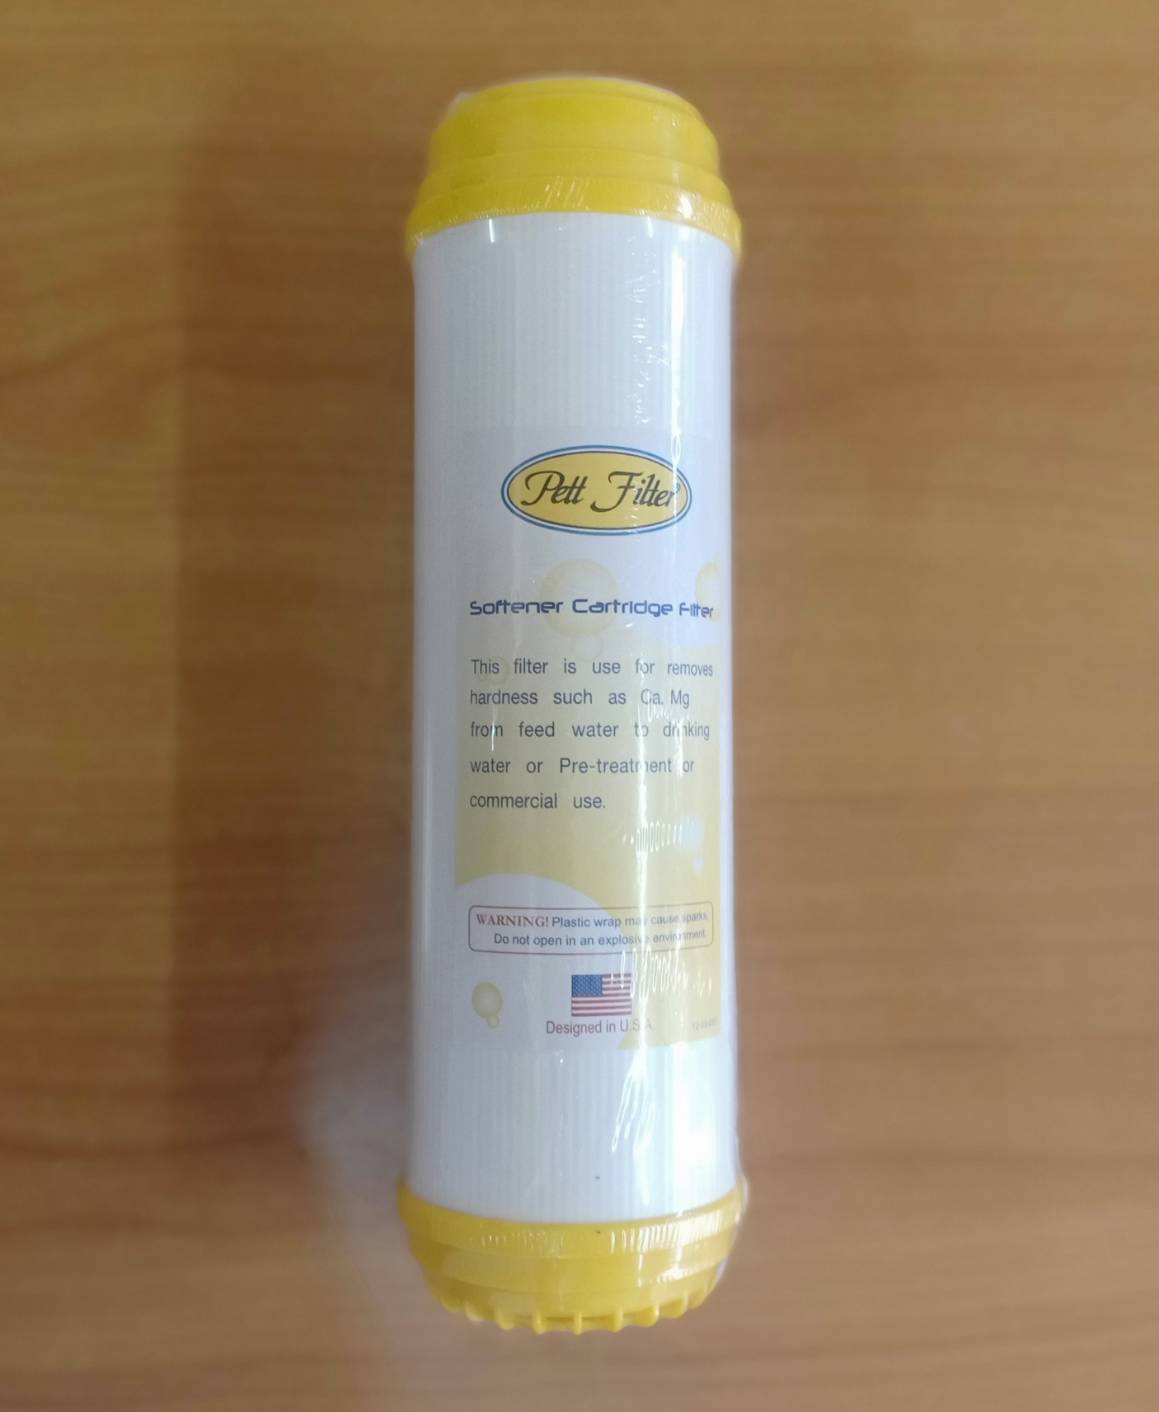 Pett Filter
Softener Cartridge Filter
This filter is use for removes
hardness such as Ca, Mg
from feed water to drinking
water or Pre-treatment or
commercial use.
WARNING! Plastic wrap may cause sparks.
Do not open in an explosive environment.
Designed in U.S.A.